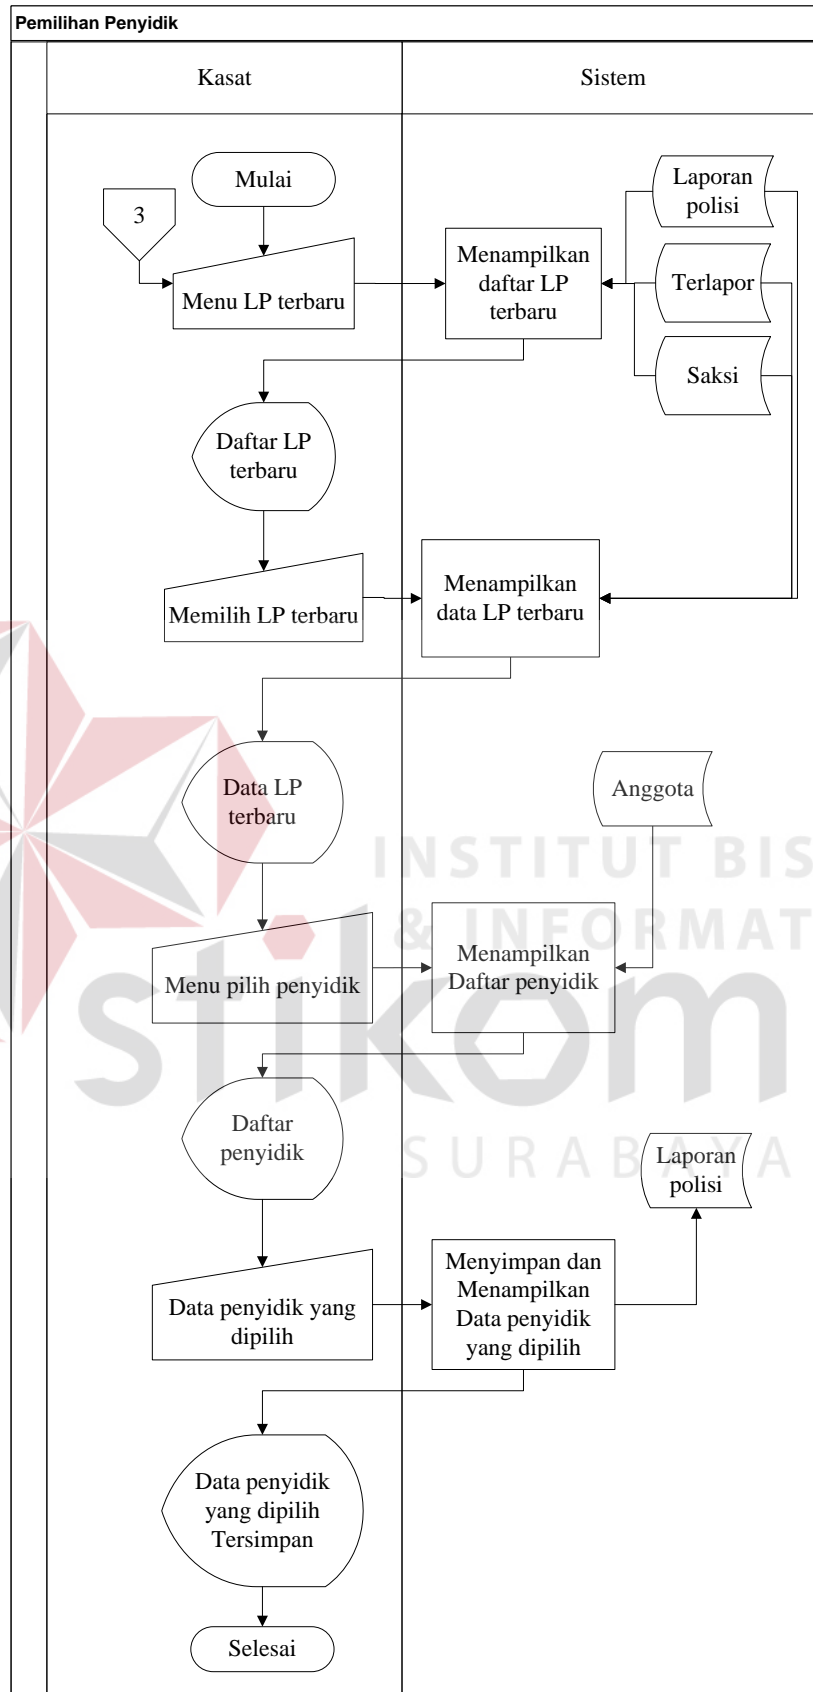 Pemilihan Penyidik
Kasat
Sistem
Mulai
3
Menu LP terbaru
Menampilkan
daftar LP
terbaru
Laporan
polisi
Terlapor
Saksi
Daftar LP
terbaru
Memilih LP terbaru
Menampilkan
data LP terbaru
Data LP
terbaru
Anggota
INSTITUT BIS
& INFORMAT
Menu pilih penyidik
Menampilkan
Daftar penyidik
stikom
Daftar
penyidik
SURABAYA
Laporan
polisi
Data penyidik yang
dipilih
Menyimpan dan
Menampilkan
Data penyidik
yang dipilih
Data penyidik
yang dipilih
Tersimpan
Selesai